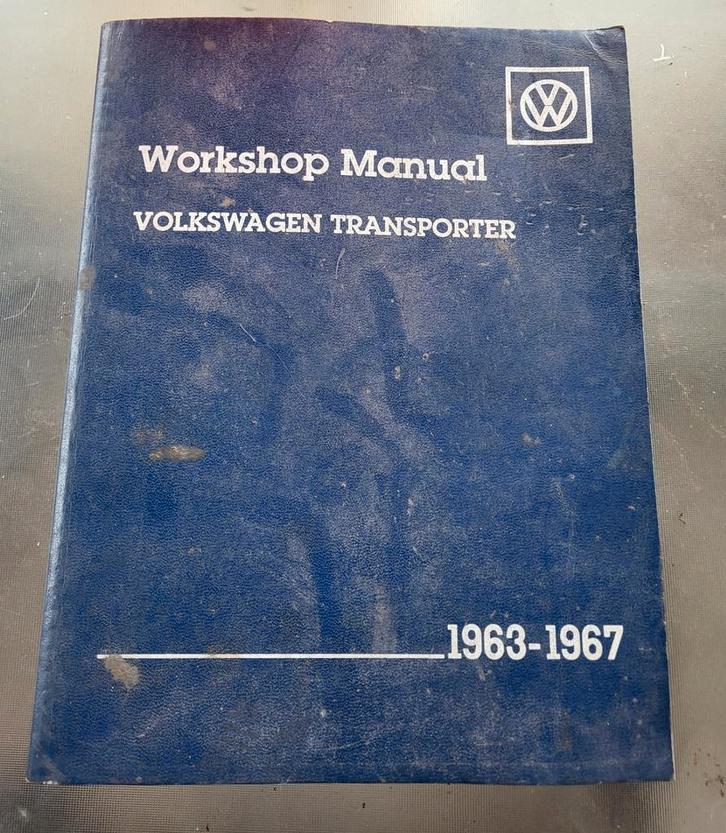 VW
Workshop Manual
VOLKSWAGEN TRANSPORTER
1963-1967